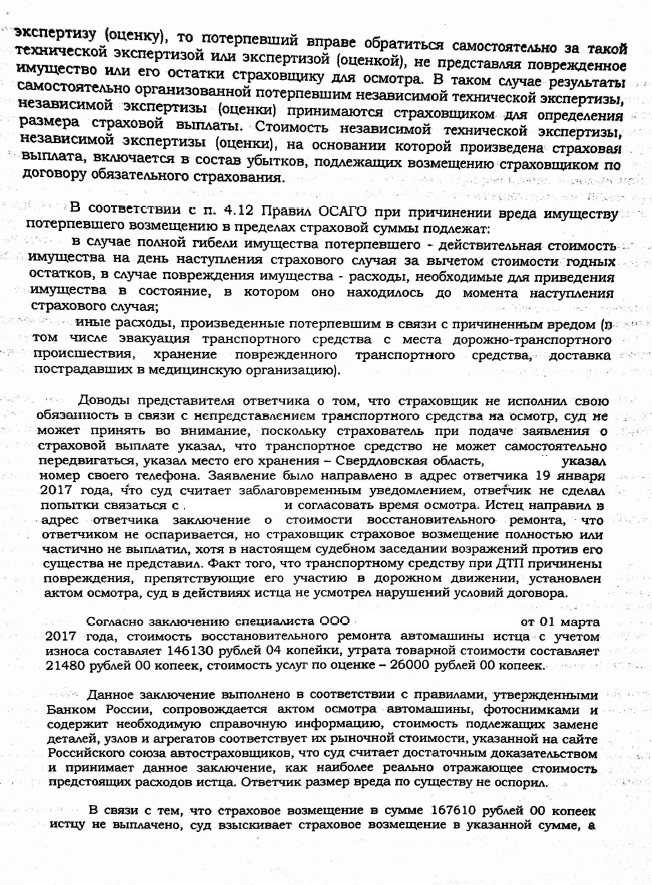 экспертизу (оценку), то потерпевший вправе обратиться самостоятельно за такой
технической экспертизой или экспертизой (оценкой), не представляя поврежденное
имущество или его остатки страховщику для осмотра. В таком случае результаты
самостоятельно организованной потерпевшим независимой технической экспертизы,
независимой экспертизы (оценки) принимаются страховщиком для определения
размера страховой выплаты. Стоимость независимой технической экспертизы,
независимой экспертизы (оценки), на основании которой произведена страховая
выплата, включается в состав убытков, подлежащих возмещению страховщиком по
договору обязательного страхования.
В соответствии с п. 4.12 Правил ОСАГО при причинении вреда имуществу
потерпевшего возмещению в пределах страховой суммы подлежат:
в случае полной гибели имущества потерпевшего - действительная стоимость
имущества на день наступления страхового случая за вычетом стоимости годных
остатков, в случае повреждения имущества - расходы, необходимые для приведения
имущества в состояние, в котором оно находилось до момента наступления
страхового случая;
иные расходы, произведенные потерпевшим в связи с причиненным вредом (в
том числе эвакуация транспортного средства с места дорожно-транспортного
происшествия, хранение поврежденного транспортного средства, доставка
пострадавших в медицинскую организацию).
Доводы представителя ответчика о том, что страховщик не исполнил свою
обязанность в связи с непредставлением транспортного средства на осмотр, суд не
может принять во внимание, поскольку страхователь при подаче заявления о
страховой выплате указал, что транспортное средство не может самостоятельно
передвигаться, указал место его хранения – Свердловская область, указал
номер своего телефона. Заявление было направлено в адрес ответчика 19 января
2017 года, что суд считает заблаговременным уведомлением, ответчик не сделал
попытки связаться с . и согласовать время осмотра. Истец направил в
адрес ответчика заключение о стоимости восстановительного ремонта, что
ответчиком не оспаривается, но страховщик страховое возмещение полностью или
частично не выплатил, хотя в настоящем судебном заседании возражений против его
существа не представил. Факт того, что транспортному средству при ДТП причинены
повреждения, препятствующие его участию в дорожном движении, установлен
актом осмотра, суд в действиях истца не усмотрел нарушений условий договора.
Согласно заключению специалиста ООО от 01 марта
2017 года, стоимость восстановительного ремонта автомашины истца с учетом
износа составляет 146130 рублей 04 копейки, утрата товарной стоимости составляет
21480 рублей 00 копеек, стоимость услуг по оценке – 26000 рублей 00 копеек.
Данное заключение выполнено в соответствии с правилами, утвержденными
Банком России, сопровождается актом осмотра автомашины, фотоснимками и
содержит необходимую справочную информацию, стоимость подлежащих замене
деталей, узлов и агрегатов соответствует их рыночной стоимости, указанной на сайте
Российского союза автостраховщиков, что суд считает достаточным доказательством
и принимает данное заключение, как наиболее реально отражающее стоимость
предстоящих расходов истца. Ответчик размер вреда по существу не оспорил.
В связи с тем, что страховое возмещение в сумме 167610 рублей 00 копеек
истцу не выплачено, суд взыскивает страховое возмещение в указанной сумме, а